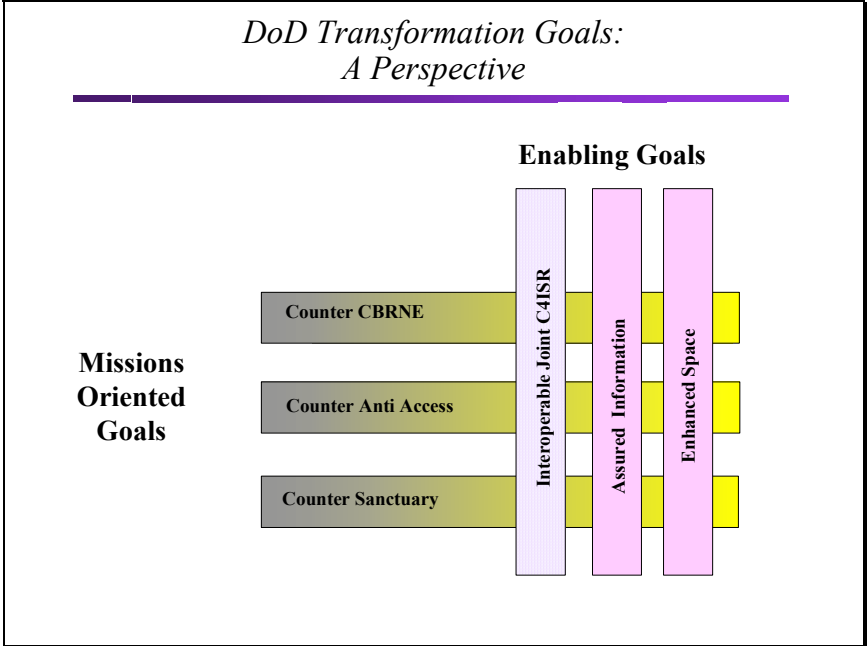 DoD Transformation Goals:
A Perspective
Enabling Goals
Missions
Oriented
Goals
Counter CBRNE
Counter Anti Access
Counter Sanctuary
Interoperable Joint C4ISR
Assured Information
Enhanced Space